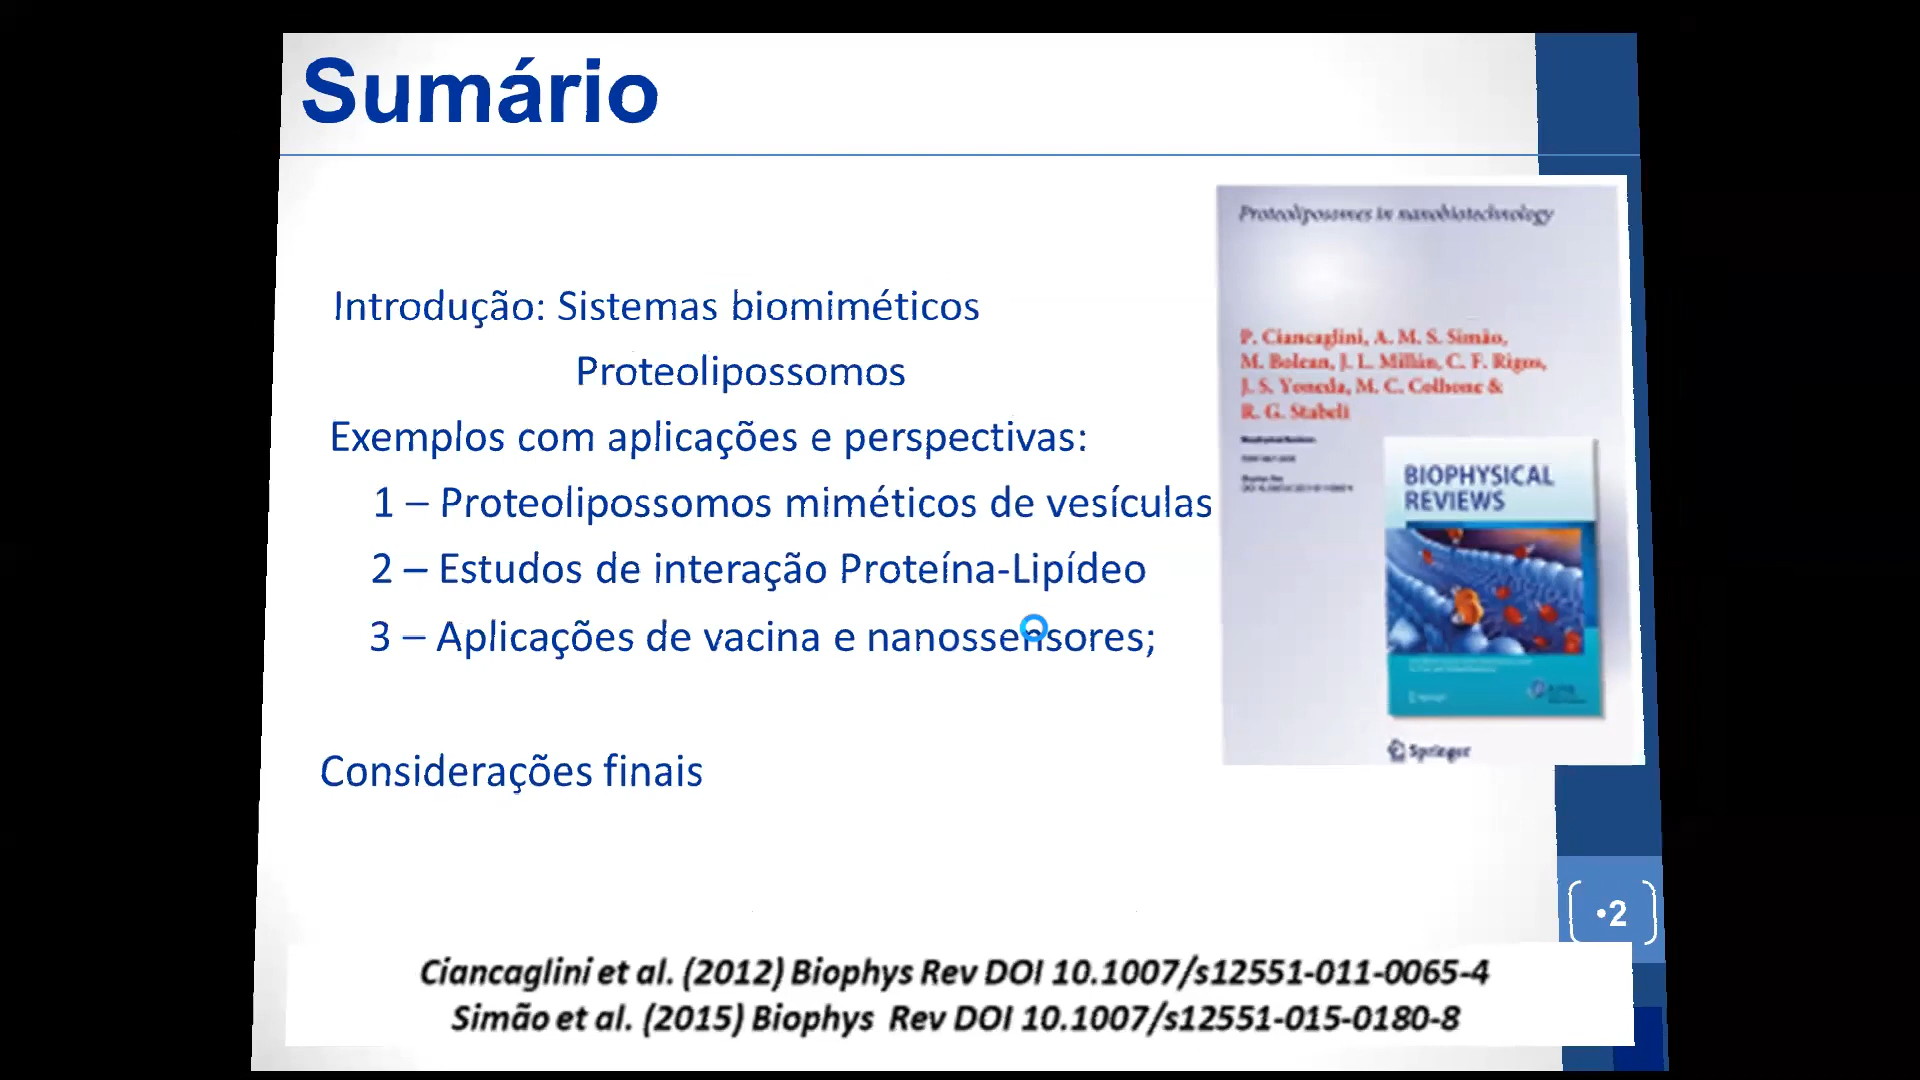 Sumário
Introdução: Sistemas biomiméticos
Proteolipossomos
Exemplos com aplicações e perspectivas:
1 – Proteolipossomos miméticos de vesículas
2 – Estudos de interação Proteína-Lipídeo
3 – Aplicações de vacina e nanossensores;
Considerações finais
Proteoliposomes in nanobiotechnology
P. Ciancaglini, A. M. S. Simão,
M. Bolean, J. L. Millán, C. F. Rigos,
J. S. Yoneda, M. C. Colhone &
R. G. Stabeli
BIOPHYSICAL
REVIEWS
Springer
•2
Ciancaglini et al. (2012) Biophys Rev DOI 10.1007/s12551-011-0065-4
Simão et al. (2015) Biophys Rev DOI 10.1007/s12551-015-0180-8